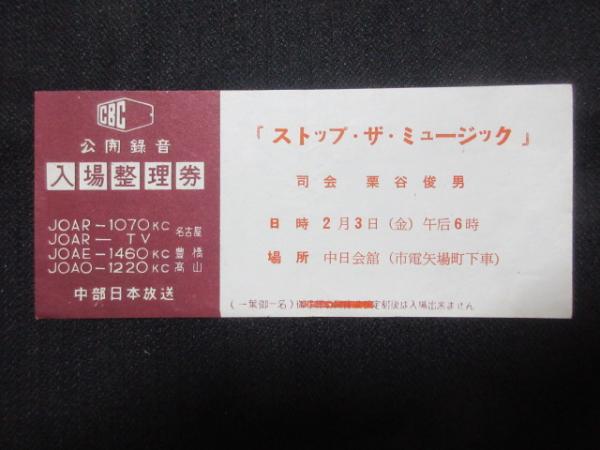 CBC
公開錄音
入場整理券
JOAR-1070KC 名古屋
JOAR-TV
JOAE-1460KC 豊橋
JOAO-1220KC 高山
中部日本放送
「ストップ・ザ・ミュージック」
司会 栗谷俊男
日時 2月3日(金)午后6時
場所 中日会館(市電矢場町下車)
(一葉御一名) 定刻後は入場出来ません